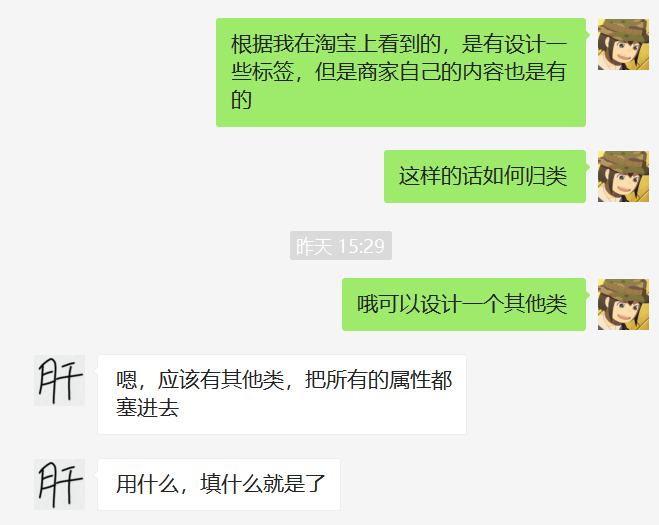 根据我在淘宝上看到的，是有设计一
些标签，但是商家自己的内容也是有
的
这样的话如何归类
昨天 15:29
哦可以设计一个其他类
肝
嗯，应该有其他类，把所有的属性都
塞进去
肝
用什么，填什么就是了